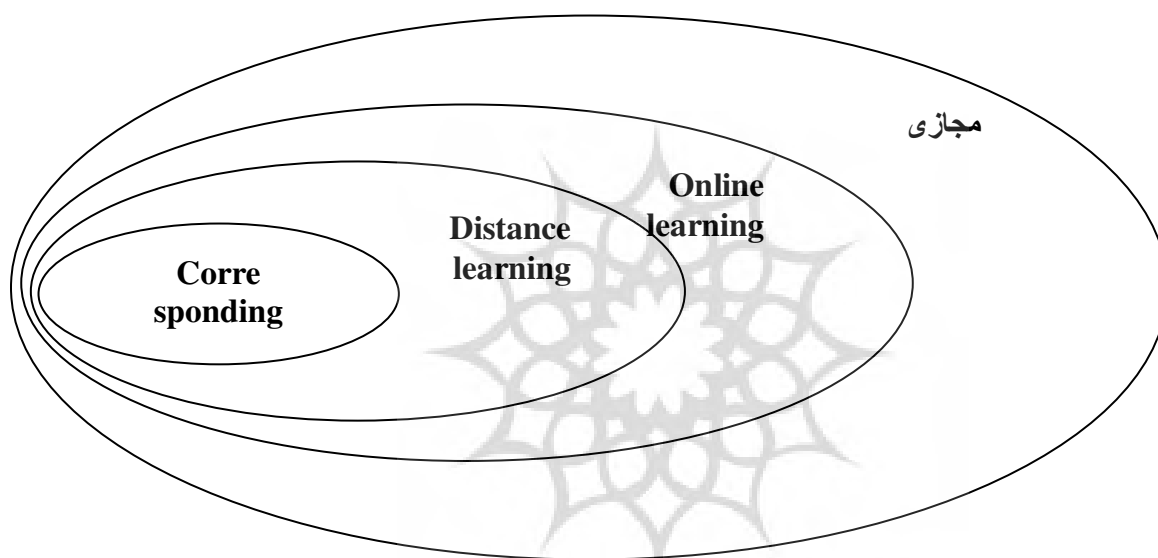 مجازی
Online
learning
Distance
learning
Corre
sponding